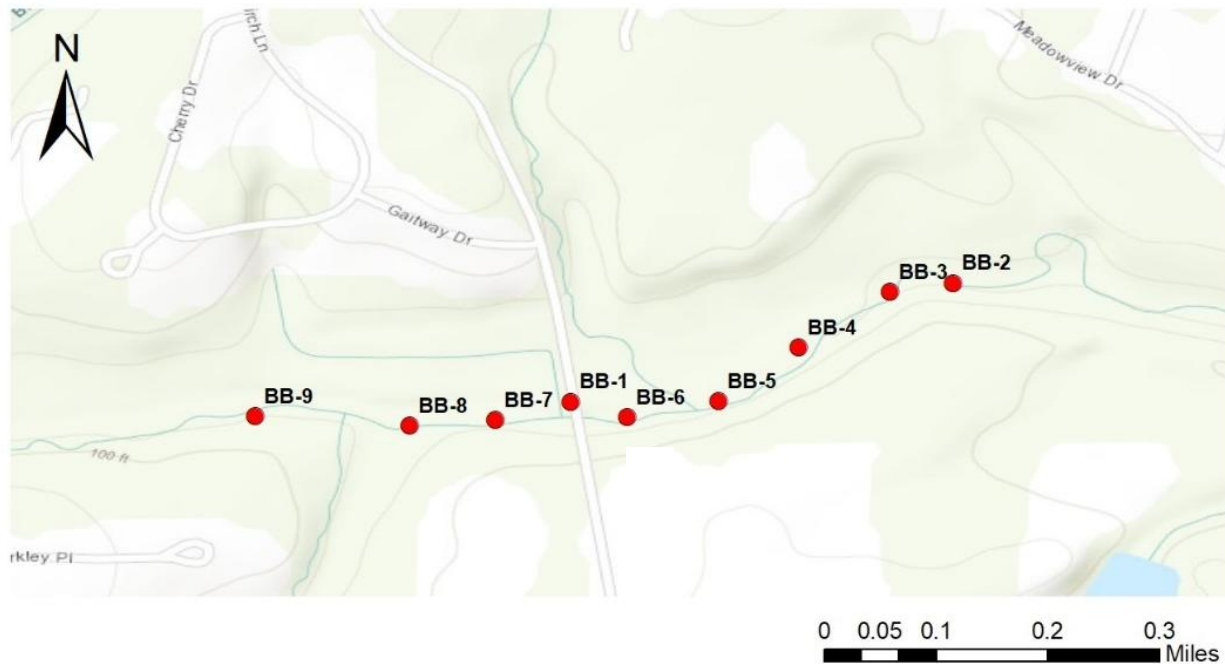 N
Cherry Dr
Meadowview Dr
Gaitway Dr
BB-3
BB-2
BB-4
BB-1
BB-5
BB-9
BB-8
BB-7
BB-6
100 ft
rkley Pl
0 0.05 0.1 0.2 0.3
Miles